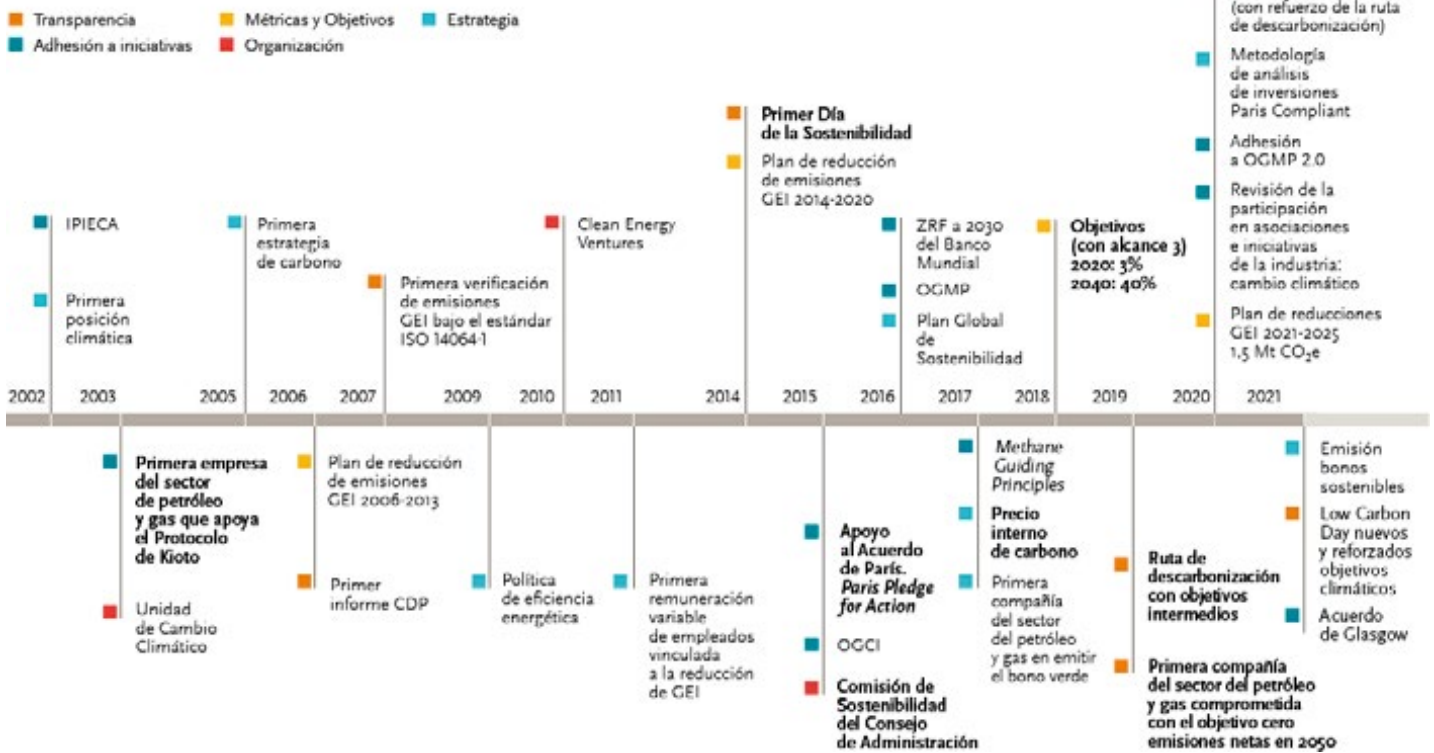 Transparencia
Métricas y Objetivos
Estrategia
Adhesión a iniciativas
Organización
(con refuerzo de la ruta
de descarbonización)
Metodología
de análisis
de inversiones
Paris Compliant
Adhesión
a OGMP 2.0
Revisión de la
participación
en asociaciones
e iniciativas
de la industria:
cambio climático
Plan de reducciones
GEI 2021-2025
1,5 Mt CO₂e
Primer Día
de la Sostenibilidad
Plan de reducción
de emisiones
GEI 2014-2020
IPIECA
Primera
posición
climática
Primera
estrategia
de carbono
Primera verificación
de emisiones
GEI bajo el estándar
ISO 14064-1
Clean Energy
Ventures
ZRF a 2030
del Banco
Mundial
OGMP
Plan Global
de
Sostenibilidad
Objetivos
(con alcance 3)
2020: 3%
2040: 40%
2002 2003 2005 2006 2007 2009 2010 2011 2014 2015 2016 2017 2018 2019 2020 2021
Primera empresa
del sector
de petróleo
y gas que apoya
el Protocolo
de Kioto
Unidad
de Cambio
Climático
Plan de reducción
de emisiones
GEI 2006-2013
Primer
informe CDP
Política
de eficiencia
energética
Primera
remuneración
variable
de empleados
vinculada
a la reducción
de GEI
Apoyo
al Acuerdo
de París.
Paris Pledge
for Action
OGCI
Comisión de
Sostenibilidad
del Consejo
de Administración
Methane
Guiding
Principles
Precio
interno
de carbono
Primera
compañía
del sector
del petróleo
y gas en emitir
el bono verde
Ruta de
descarbonización
con objetivos
intermedios
Primera compañía
del sector del petróleo
y gas comprometida
con el objetivo cero
emisiones netas en 2050
Emisión
bonos
sostenibles
Low Carbon
Day nuevos
y reforzados
objetivos
climáticos
Acuerdo
de Glasgow